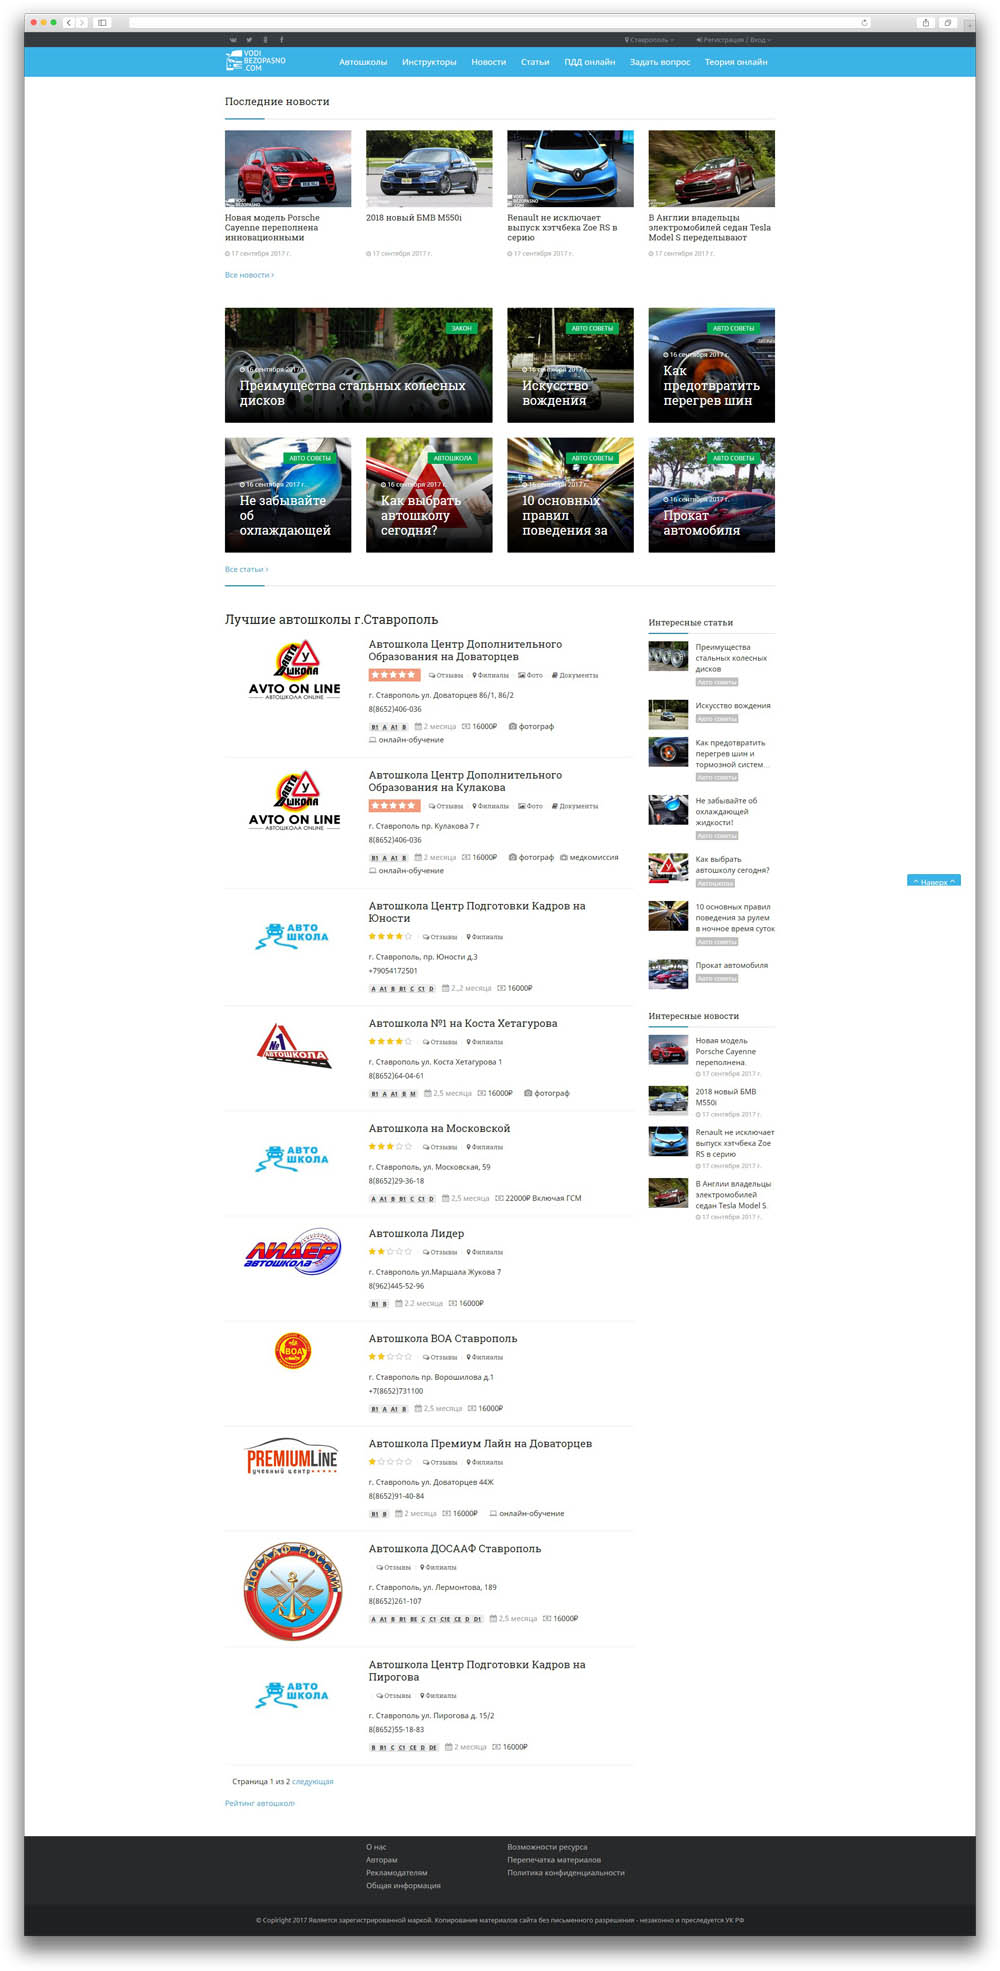 Ставрополь
Регистрация / Вход
VODI
BEZOPASNO
.COM
Автошколы Инструкторы Новости Статьи ПДД онлайн Задать вопрос Теория онлайн
Последние новости
Новая модель Porsche
Cayenne переполнена
инновационными
17 сентября 2017 г.
2018 новый БМВ M550i
17 сентября 2017 г.
Renault не исключает
выпуск хэтчбека Zoe RS в
серию
17 сентября 2017 г.
В Англии владельцы
электромобилей седан Tesla
Model S переделывают
17 сентября 2017 г.
Все новости
ЗАКОН
16 сентября 2017 г.
Преимущества стальных колесных
дисков
АВТО СОВЕТЫ
16 сентября 2017 г.
Искусство
вождения
АВТО СОВЕТЫ
16 сентября 2017 г.
Как
предотвратить
перегрев шин
АВТО СОВЕТЫ
16 сентября 2017 г.
Не забывайте
об
охлаждающей
АВТОШКОЛА
16 сентября 2017 г.
Как выбрать
автошколу
сегодня?
АВТО СОВЕТЫ
16 сентября 2017 г.
10 основных
правил
поведения за
АВТО СОВЕТЫ
16 сентября 2017 г.
Прокат
автомобиля
Все статьи
Лучшие автошколы г.Ставрополь
АВТО
ШКОЛА
У
AVTO ON LINE
АВТОШКОЛА ОНЛАЙН
Автошкола Центр Дополнительного
Образования на Доваторцев
Отзывы Филиалы Фото Документы
г. Ставрополь ул. Доваторцев 86/1, 86/2
8(8652)406-036
B1 A A1 B 2 месяца 16000₽ фотограф
онлайн-обучение
АВТО
ШКОЛА
У
AVTO ON LINE
АВТОШКОЛА ОНЛАЙН
Автошкола Центр Дополнительного
Образования на Кулакова
Отзывы Филиалы Фото Документы
г. Ставрополь пр. Кулакова 7 г
8(8652)406-036
B1 A A1 B 2 месяца 16000₽ фотограф медкомиссия
онлайн-обучение
АВТО
ШКОЛА
Автошкола Центр Подготовки Кадров на
Юности
Отзывы Филиалы
г. Ставрополь, пр. Юности д.3
+79054172501
A A1 B B1 C C1 D 2.,2 месяца 16000₽
№1
АВТОШКОЛА
Автошкола №1 на Коста Хетагурова
Отзывы Филиалы
г. Ставрополь ул. Коста Хетагурова 1
8(8652)64-04-61
B1 A A1 B M 2,5 месяца 16000₽ фотограф
АВТО
ШКОЛА
Автошкола на Московской
Отзывы Филиалы
г. Ставрополь, ул. Московская, 59
8(8652)29-36-18
A A1 B B1 C C1 D 2,5 месяца 22000₽ Включая ГСМ
ЛИДЕР
автошкола
Автошкола Лидер
Отзывы Филиалы
г. Ставрополь ул.Маршала Жукова 7
8(962)445-52-96
B1 B 2.2 месяца 16000₽
ВОА
Автошкола ВОА Ставрополь
Отзывы Филиалы
г. Ставрополь пр. Ворошилова д.1
+7(8652)731100
B1 A A1 B 2,5 месяца 16000₽
PREMIUMLINE
учебный центр
Автошкола Премиум Лайн на Доваторцев
Отзывы Филиалы
г. Ставрополь ул. Доваторцев 44Ж
8(8652)91-40-84
B1 B 2 месяца 16000₽ онлайн-обучение
ДОСААФ РОССИИ
Автошкола ДОСААФ Ставрополь
Отзывы Филиалы
г. Ставрополь, ул. Лермонтова, 189
8(8652)261-107
A A1 B B1 BE C C1 C1E CE D D1 2,5 месяца 16000₽
АВТО
ШКОЛА
Автошкола Центр Подготовки Кадров на
Пирогова
Отзывы Филиалы
г. Ставрополь ул. Пирогова д. 15/2
8(8652)55-18-83
B B1 C C1 CE D DE 2 месяца 16000₽
Страница 1 из 2 следующая
Рейтинг автошкол
Интересные статьи
Преимущества
стальных колесных
дисков
Авто советы
Искусство вождения
Авто советы
Как предотвратить
перегрев шин и
тормозной систем...
Авто советы
Не забывайте об
охлаждающей
жидкости!
Авто советы
Как выбрать
автошколу сегодня?
Автошкола
10 основных правил
поведения за рулем
в ночное время суток
Авто советы
Прокат автомобиля
Авто советы
Интересные новости
Новая модель
Porsche Cayenne
переполнена
17 сентября 2017 г.
2018 новый БМВ
M550i
17 сентября 2017 г.
Renault не исключает
выпуск хэтчбека Zoe
RS в серию
17 сентября 2017 г.
В Англии владельцы
электромобилей
седан Tesla Model S
17 сентября 2017 г.
Наверх
О нас
Авторам
Рекламодателям
Общая информация
Возможности ресурса
Перепечатка материалов
Политика конфиденциальности
© Copiright 2017 Является зарегистрированной маркой. Копирование материалов сайта без письменного разрешения - незаконно и преследуется УК РФ